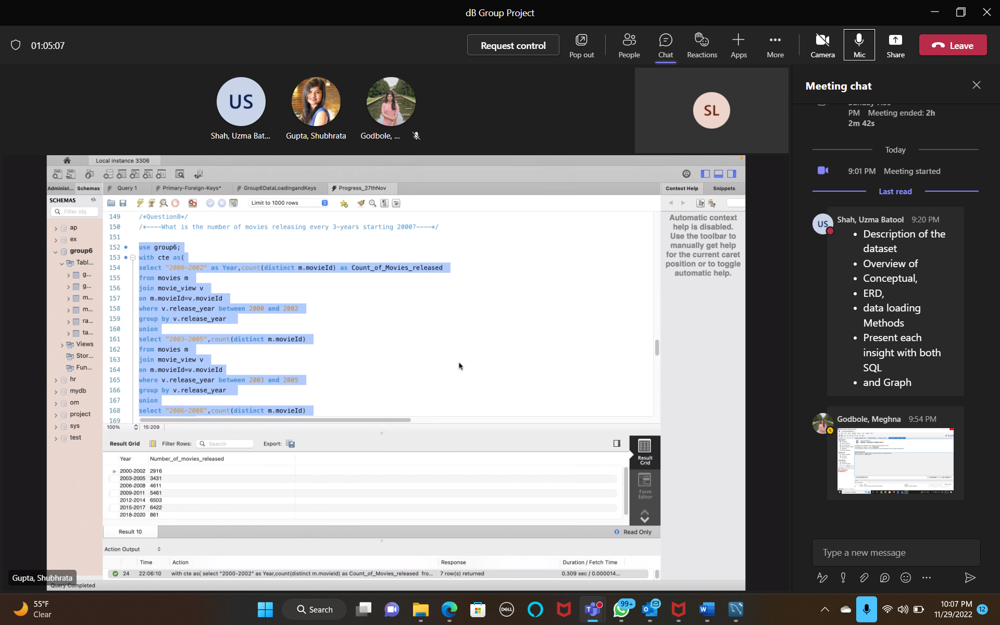 dB Group Project
01:05:07
Request control
Pop out
People
Chat
Reactions
Apps
More
Camera
Mic
Share
Leave
US
Shah, Uzma Bat...
Gupta, Shubhrata
Godbole, ...
SL
Meeting chat
PM Meeting ended: 2h
2m 42s
Today
9:01 PM Meeting started
Last read
US
Shah, Uzma Batool 9:20 PM
• Description of the
dataset
• Overview of
• Conceptual,
• ERD,
• data loading
Methods
• Present each
insight with both
SQL
• and Graph
Godbole, Meghna 9:54 PM
Type a new message
Local instance 3306
Administ... Schemas
Query 1
Primary-Foreign-Keys*
Group6DataLoadingandKeys
Progress_27thNov
Context Help
Snippets
SCHEMAS
Filter obj
Limit to 1000 rows
ap
ex
group6
Tabl...
g...
g...
m...
m...
ra...
ta...
Views
Stor...
Fun...
hr
mydb
om
project
sys
test
149 /*Question8*/
150 /*----What is the number of movies releasing every 3-years starting 2000?----*/
151
152 use group6;
153 with cte as(
154 select "2000-2002" as Year,count(distinct m.movieId) as Count_of_Movies_released
155 from movies m
156 join movie_view v
157 on m.movieId=v.movieId
158 where v.release_year between 2000 and 2002
159 group by v.release_year
160 union
161 select "2003-2005",count(distinct m.movieId)
162 from movies m
163 join movie_view v
164 on m.movieId=v.movieId
165 where v.release_year between 2003 and 2005
166 group by v.release_year
167 union
168 select "2006-2008",count(distinct m.movieId)
169
Automatic context
help is disabled.
Use the toolbar to
manually get help
for the current caret
position or to toggle
automatic help.
100% 15:209
Result Grid
Filter Rows:
Search
Export:
Year Number_of_movies_released
2000-2002 2916
2003-2005 3431
2006-2008 4611
2009-2011 5461
2012-2014 6503
2015-2017 6422
2018-2020 861
Result
Grid
Form
Editor
Result 10
Read Only
Action Output
Time Action Response Duration / Fetch Time
24 22:06:10 with cte as( select "2000-2002" as Year,count(distinct m.movieId) as Count_of_Movies_released fro... 7 row(s) returned 0.309 sec / 0.000014...
Gupta, Shubhrata
Query Completed
55°F
Clear
Search
DELL
99+
10:07 PM
11/29/2022
12